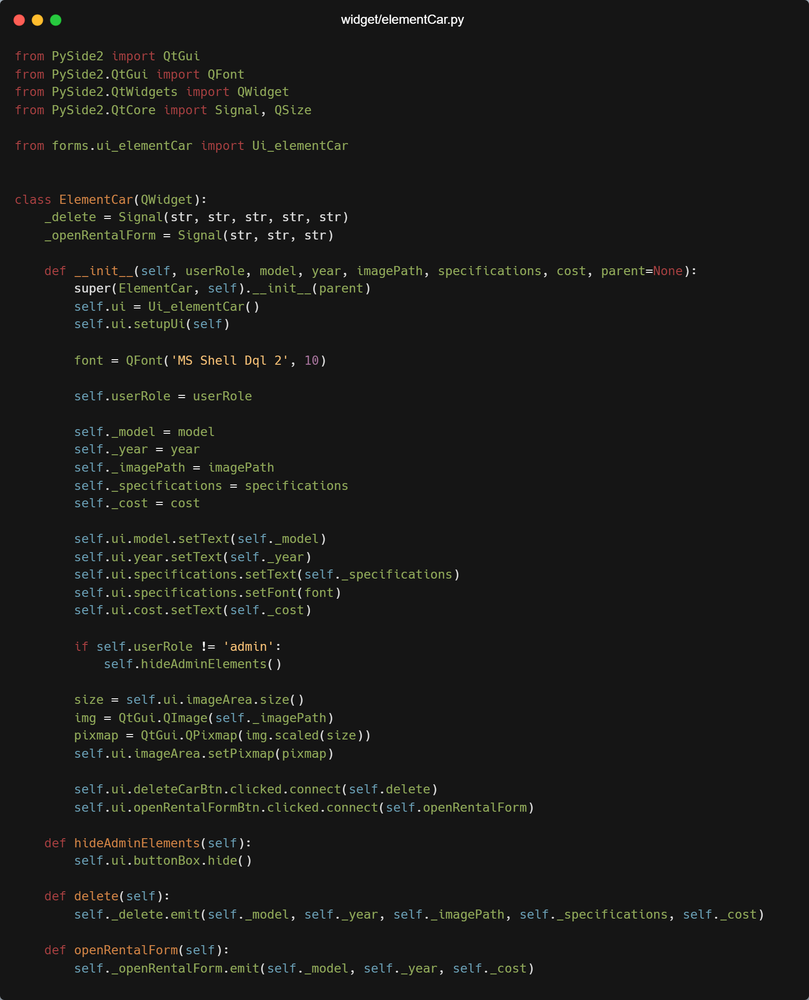 widget/elementCar.py
from PySide2 import QtGui
from PySide2.QtGui import QFont
from PySide2.QtWidgets import QWidget
from PySide2.QtCore import Signal, QSize
from forms.ui_elementCar import Ui_elementCar
class ElementCar(QWidget):
    _delete = Signal(str, str, str, str, str)
    _openRentalForm = Signal(str, str, str)
    def __init__(self, userRole, model, year, imagePath, specifications, cost, parent=None):
        super(ElementCar, self).__init__(parent)
        self.ui = Ui_elementCar()
        self.ui.setupUi(self)
        font = QFont('MS Shell Dql 2', 10)
        self.userRole = userRole
        self._model = model
        self._year = year
        self._imagePath = imagePath
        self._specifications = specifications
        self._cost = cost
        self.ui.model.setText(self._model)
        self.ui.year.setText(self._year)
        self.ui.specifications.setText(self._specifications)
        self.ui.specifications.setFont(font)
        self.ui.cost.setText(self._cost)
        if self.userRole != 'admin':
            self.hideAdminElements()
        size = self.ui.imageArea.size()
        img = QtGui.QImage(self._imagePath)
        pixmap = QtGui.QPixmap(img.scaled(size))
        self.ui.imageArea.setPixmap(pixmap)
        self.ui.deleteCarBtn.clicked.connect(self.delete)
        self.ui.openRentalFormBtn.clicked.connect(self.openRentalForm)
    def hideAdminElements(self):
        self.ui.buttonBox.hide()
    def delete(self):
        self._delete.emit(self._model, self._year, self._imagePath, self._specifications, self._cost)
    def openRentalForm(self):
        self._openRentalForm.emit(self._model, self._year, self._cost)